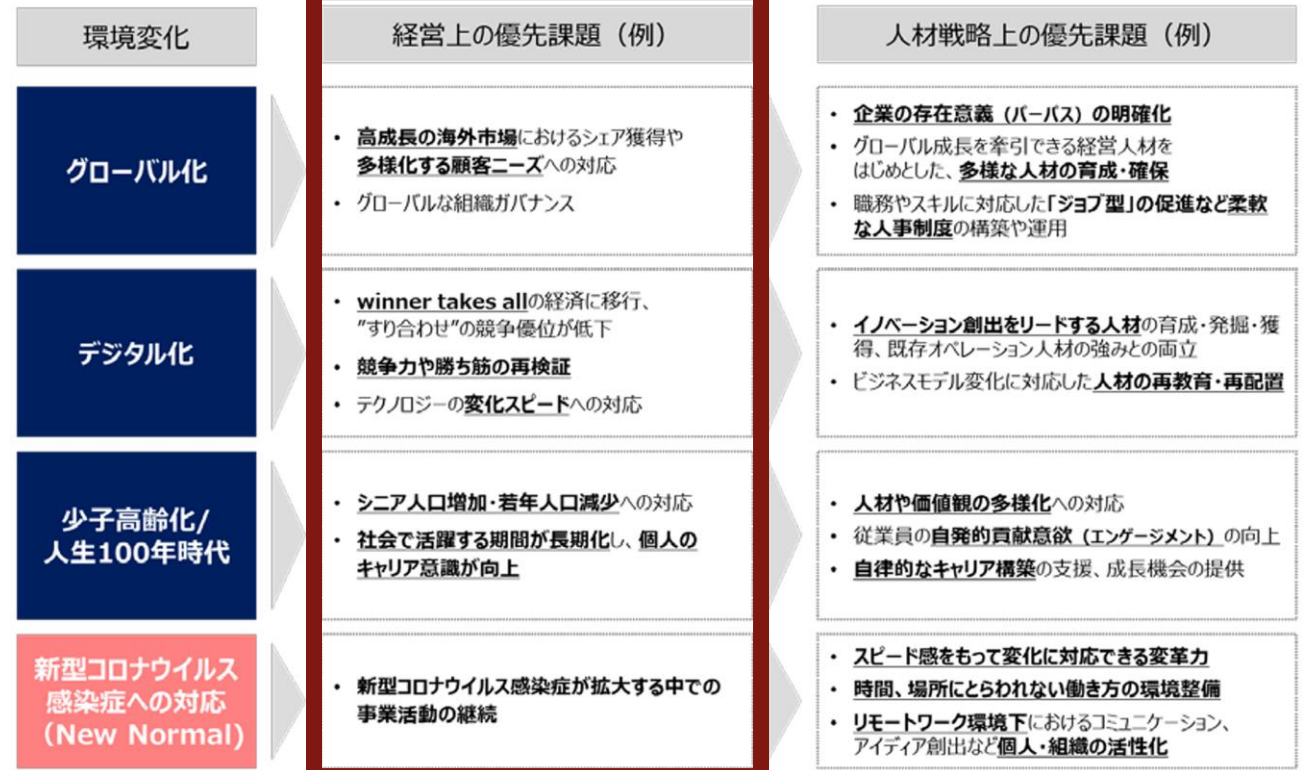 環境変化
経営上の優先課題（例）
人材戦略上の優先課題（例）
グローバル化
・ 高成長の海外市場におけるシェア獲得や
多様化する顧客ニーズへの対応
・ グローバルな組織ガバナンス
・ 企業の存在意義（パーパス）の明確化
・ グローバル成長を牽引できる経営人材を
はじめとした、多様な人材の育成・確保
・ 職務やスキルに対応した「ジョブ型」の促進など柔軟
な人事制度の構築や運用
デジタル化
・ winner takes allの経済に移行、
”すり合わせ”の競争優位が低下
・ 競争力や勝ち筋の再検証
・ テクノロジーの変化スピードへの対応
・ イノベーション創出をリードする人材の育成・発掘・獲
得、既存オペレーション人材の強みとの両立
・ ビジネスモデル変化に対応した人材の再教育・再配置
少子高齢化/
人生100年時代
・ シニア人口増加・若年人口減少への対応
・ 社会で活躍する期間が長期化し、個人の
キャリア意識が向上
・ 人材や価値観の多様化への対応
・ 従業員の自発的貢献意欲（エンゲージメント）の向上
・ 自律的なキャリア構築の支援、成長機会の提供
新型コロナウイルス
感染症への対応
（New Normal)
・ 新型コロナウイルス感染症が拡大する中での
事業活動の継続
・ スピード感をもって変化に対応できる変革力
・ 時間、場所にとらわれない働き方の環境整備
・ リモートワーク環境下におけるコミュニケーション、
アイディア創出など個人・組織の活性化